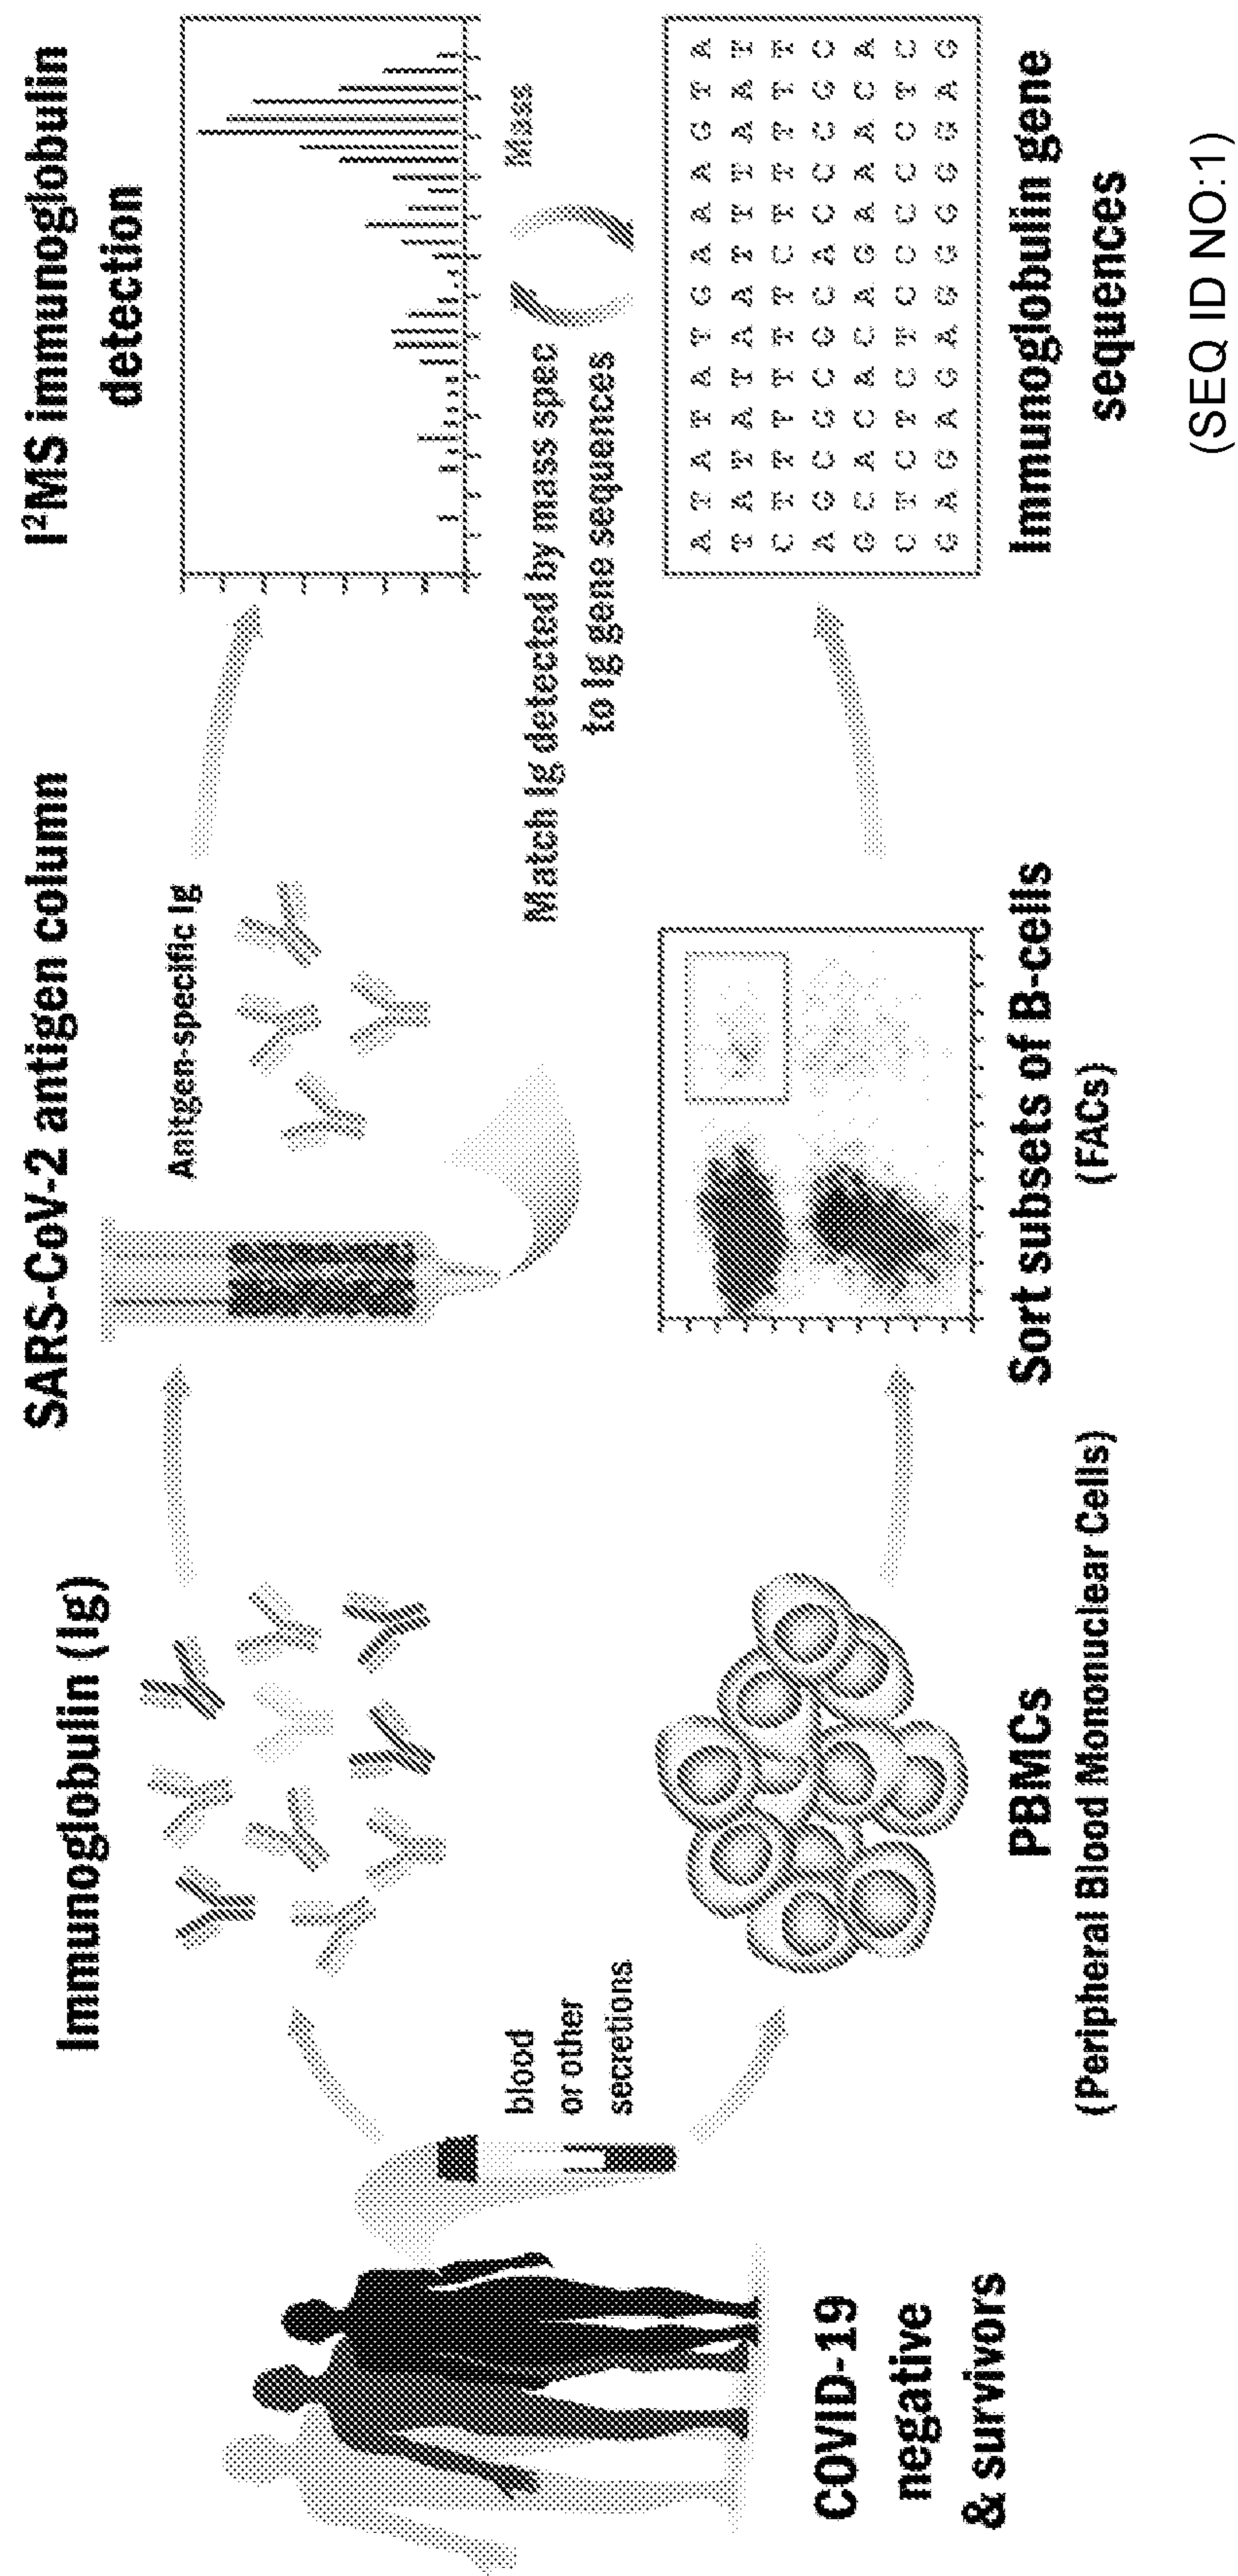 I²MS immunoglobulin
detection
SARS-CoV-2 antigen column
Immunoglobulin (Ig)
Anitgen-specific Ig
Mass
blood
or other
secretions
Match Ig detected by mass spec
to Ig gene sequences
A T A T A T G A A A G T A
T A T A T A A T T T A A T
C T T T T T T C T T T T T
A G C G C G C A C C C G C
G C A C A C A G A A A C A
C T C T C T C C C C C T C
G A G A G A G G G G G A G
COVID-19
negative
& survivors
PBMCs
(Peripheral Blood Mononuclear Cells)
Sort subsets of B-cells
(FACs)
Immunoglobulin gene
sequences
(SEQ ID NO:1)